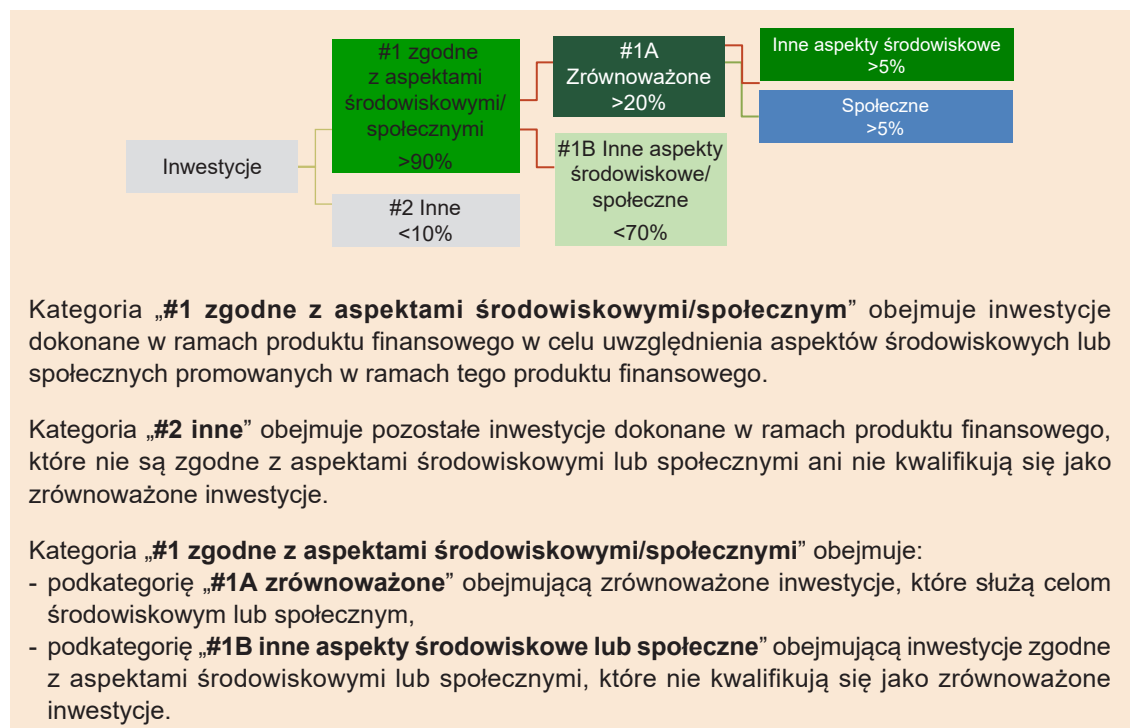 Inwestycje
#1 zgodne
z aspektami
środowiskowymi/
społecznymi
>90%
#2 Inne
<10%
#1A
Zrównoważone
>20%
#1B Inne aspekty
środowiskowe/
społeczne
<70%
Inne aspekty środowiskowe
>5%
Społeczne
>5%
Kategoria „#1 zgodne z aspektami środowiskowymi/społecznym” obejmuje inwestycje
dokonane w ramach produktu finansowego w celu uwzględnienia aspektów środowiskowych lub
społecznych promowanych w ramach tego produktu finansowego.
Kategoria „#2 inne” obejmuje pozostałe inwestycje dokonane w ramach produktu finansowego,
które nie są zgodne z aspektami środowiskowymi lub społecznymi ani nie kwalifikują się jako
zrównoważone inwestycje.
Kategoria „#1 zgodne z aspektami środowiskowymi/społecznymi” obejmuje:
- podkategorię „#1A zrównoważone” obejmującą zrównoważone inwestycje, które służą celom
środowiskowym lub społecznym,
- podkategorię „#1B inne aspekty środowiskowe lub społeczne” obejmującą inwestycje zgodne
z aspektami środowiskowymi lub społecznymi, które nie kwalifikują się jako zrównoważone
inwestycje.